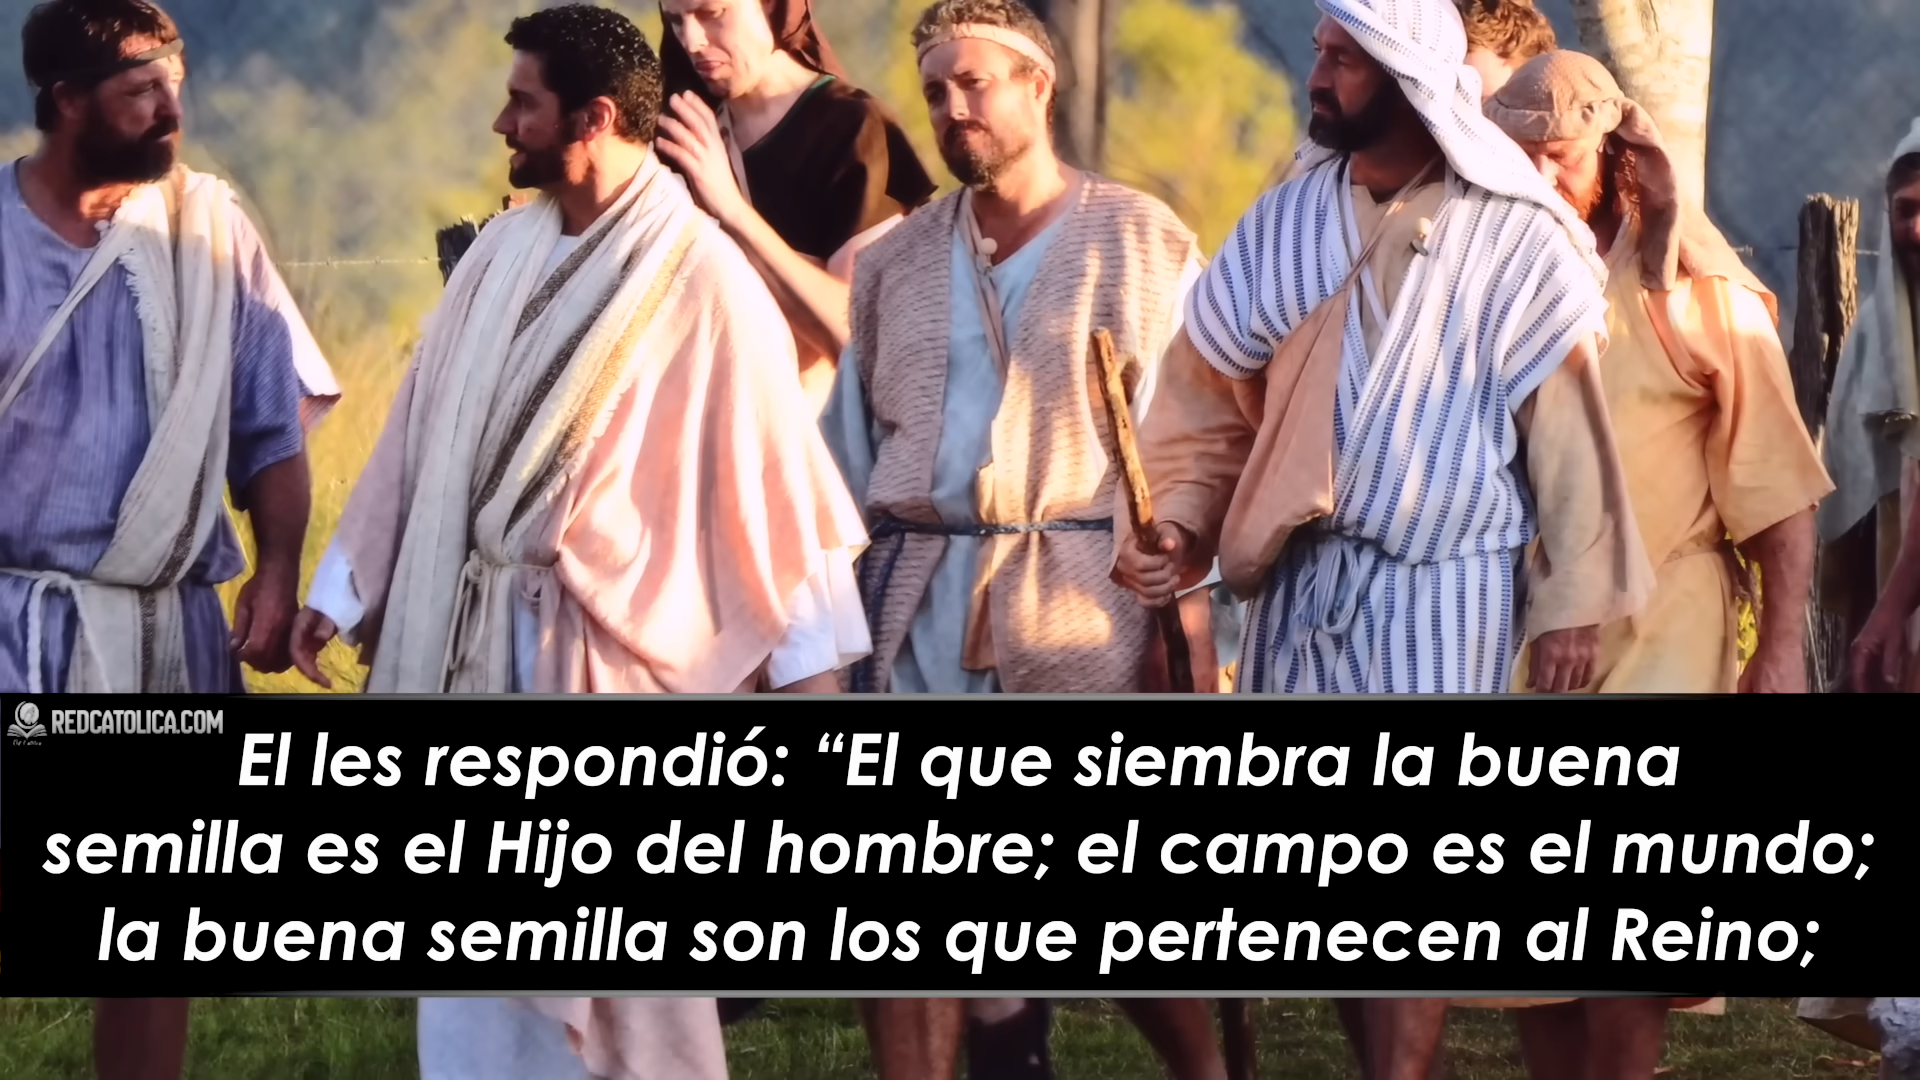 REDCATOLICA.COM
El les respondió: “El que siembra la buena
semilla es el Hijo del hombre; el campo es el mundo;
la buena semilla son los que pertenecen al Reino;